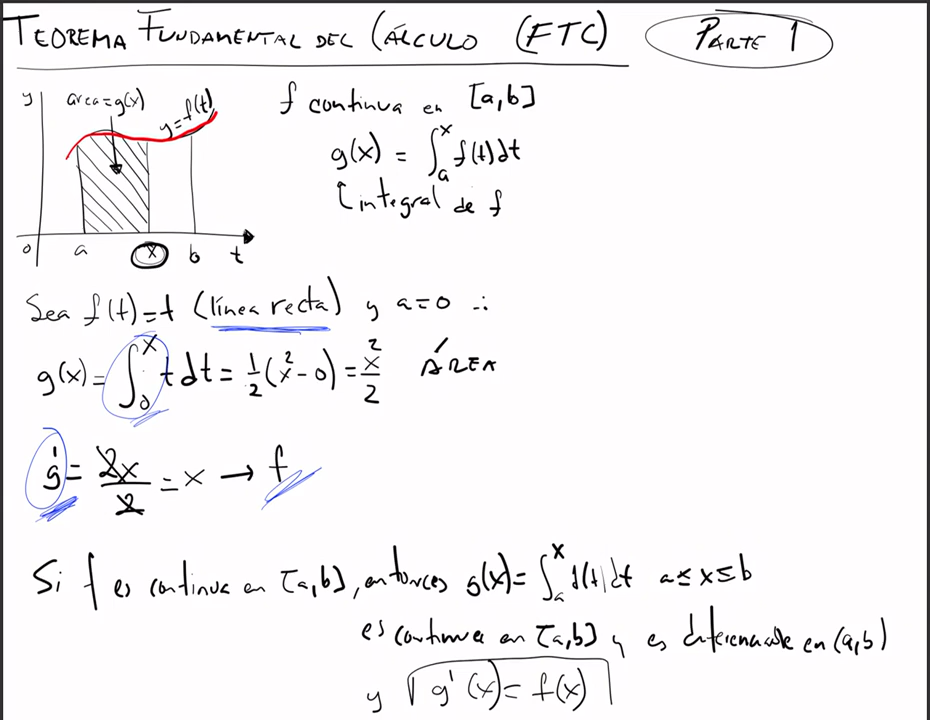 TEOREMA FUNDAMENTAL DEL CÁLCULO (FTC) PARTE 1
y área=g(x) y=f(t)
0 a x b t
f continua en [a,b]
g(x) = ∫ₐˣ f(t)dt
integral de f
Sea f(t)=t (línea recta) y a=0 ∴
g(x)= ∫₀ˣ t dt = 1/2 (x²-0) = x²/2 ÁREA
g' = 2x/2 = x → f
Si f es continua en [a,b], entonces g(x)= ∫ₐˣ f(t)dt a≤x≤b
es continua en [a,b] y es diferenciable en (a,b)
y g'(x)= f(x)